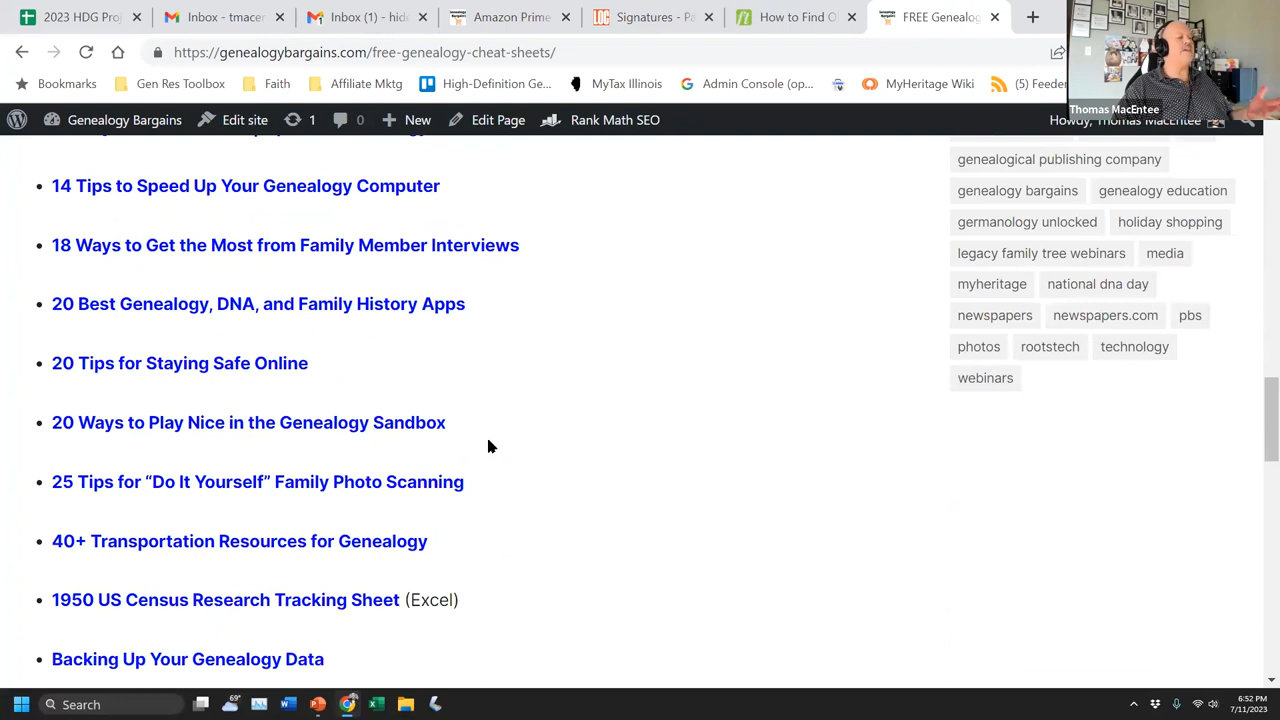 2023 HDG Proj
Inbox - tmacen
Inbox (1) - hide
Amazon Prime
Signatures - Pa
How to Find O
FREE Genealog
https://genealogybargains.com/free-genealogy-cheat-sheets/
Bookmarks
Gen Res Toolbox
Faith
Affiliate Mktg
High-Definition Ge...
MyTax Illinois
Admin Console (op...
MyHeritage Wiki
(5) Feeder
Thomas MacEntee
Genealogy Bargains
Edit site
1
0
New
Edit Page
Rank Math SEO
Howdy, Thomas MacEntee
14 Tips to Speed Up Your Genealogy Computer
18 Ways to Get the Most from Family Member Interviews
20 Best Genealogy, DNA, and Family History Apps
20 Tips for Staying Safe Online
20 Ways to Play Nice in the Genealogy Sandbox
25 Tips for “Do It Yourself” Family Photo Scanning
40+ Transportation Resources for Genealogy
1950 US Census Research Tracking Sheet (Excel)
Backing Up Your Genealogy Data
genealogical publishing company
genealogy bargains genealogy education
germanology unlocked holiday shopping
legacy family tree webinars media
myheritage national dna day
newspapers newspapers.com pbs
photos rootstech technology
webinars
Search
69°
6:52 PM
7/11/2023